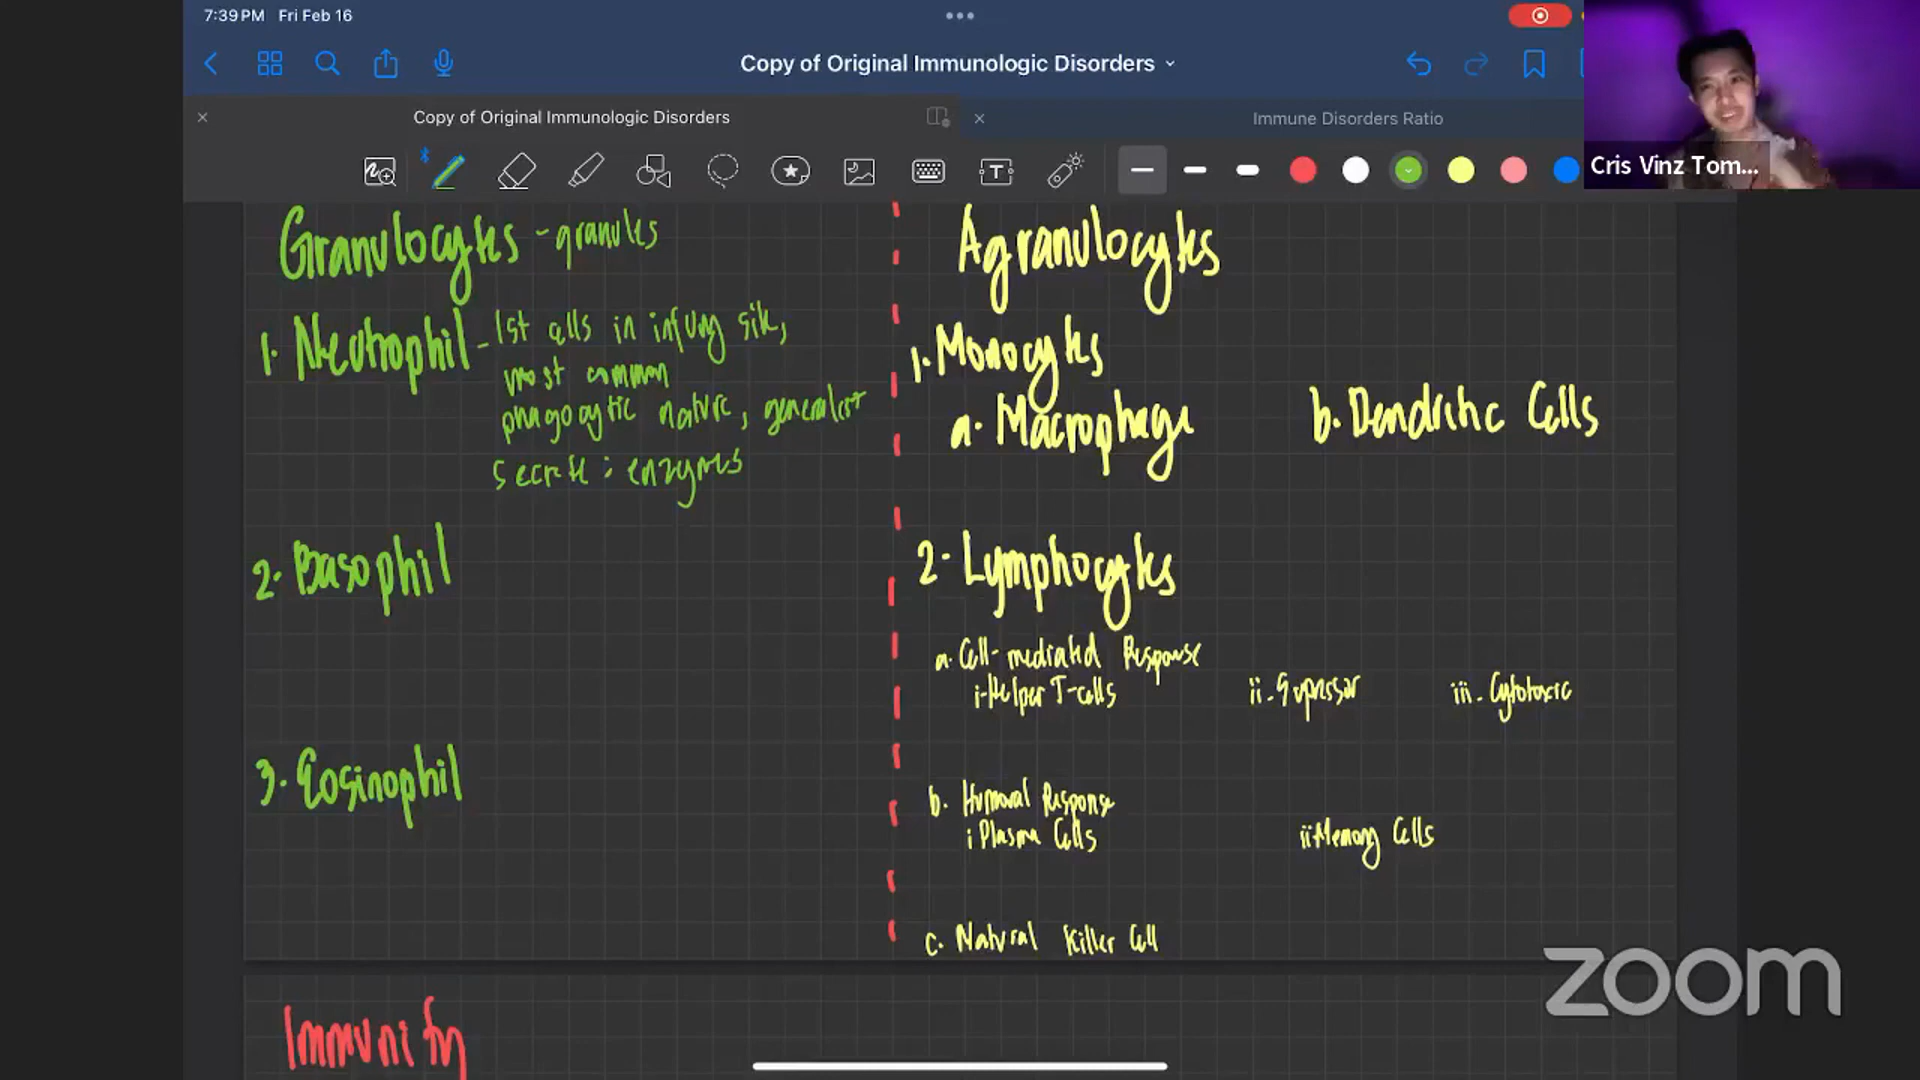 7:39 PM Fri Feb 16
Copy of Original Immunologic Disorders
Copy of Original Immunologic Disorders
Immune Disorders Ratio
Cris Vinz Tom...
Granulocytes - granules
1. Neutrophil - 1st cells in injury site,
most common
phagocytic nature, generalist
secrete : enzymes
2. Basophil
3. Eosinophil
Agranulocytes
1. Monocytes
a. Macrophage
b. Dendritic Cells
2. Lymphocytes
a. Cell-mediated Response
i-Helper T-cells
ii. Supressor
iii. Cytotoxic
b. Humoral Response
i Plasma Cells
ii Memory Cells
c. Natural Killer Cell
Immunity
zoom